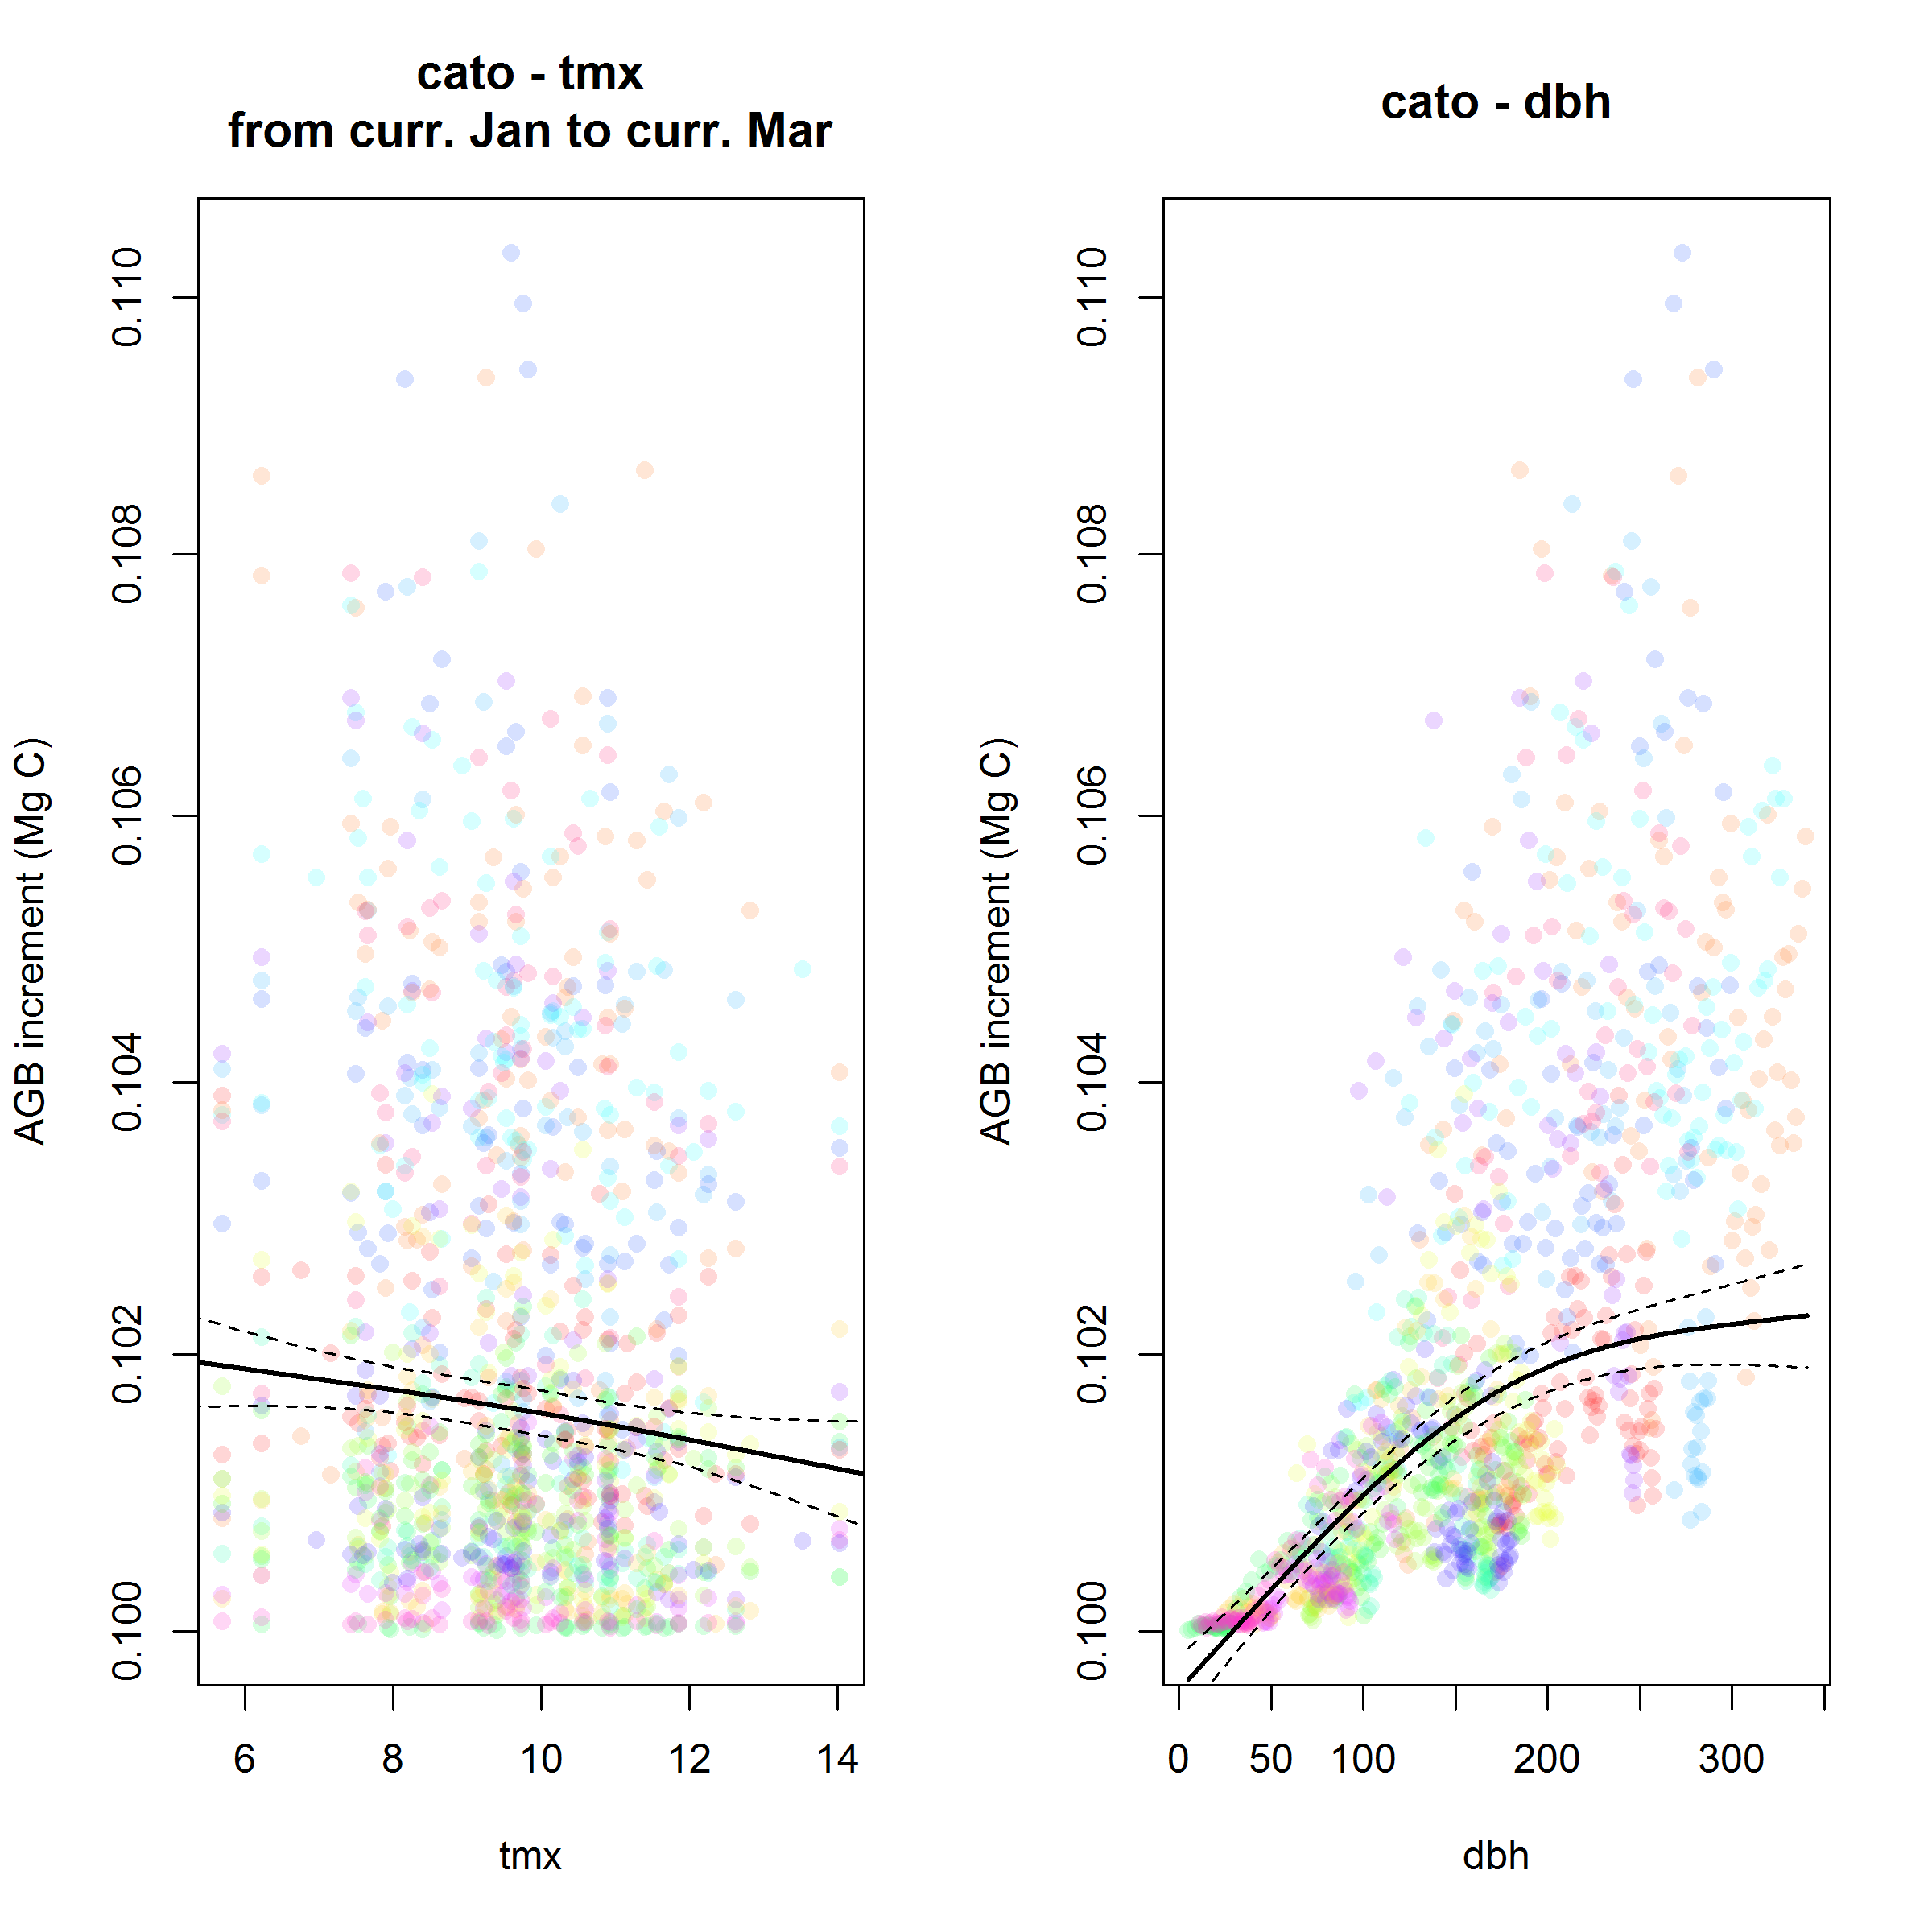 cato - tmx
from curr. Jan to curr. Mar
AGB increment (Mg C)
0.110
0.108
0.106
0.104
0.102
0.100
6 8 10 12 14
tmx
cato - dbh
AGB increment (Mg C)
0.110
0.108
0.106
0.104
0.102
0.100
0 50 100 200 300
dbh